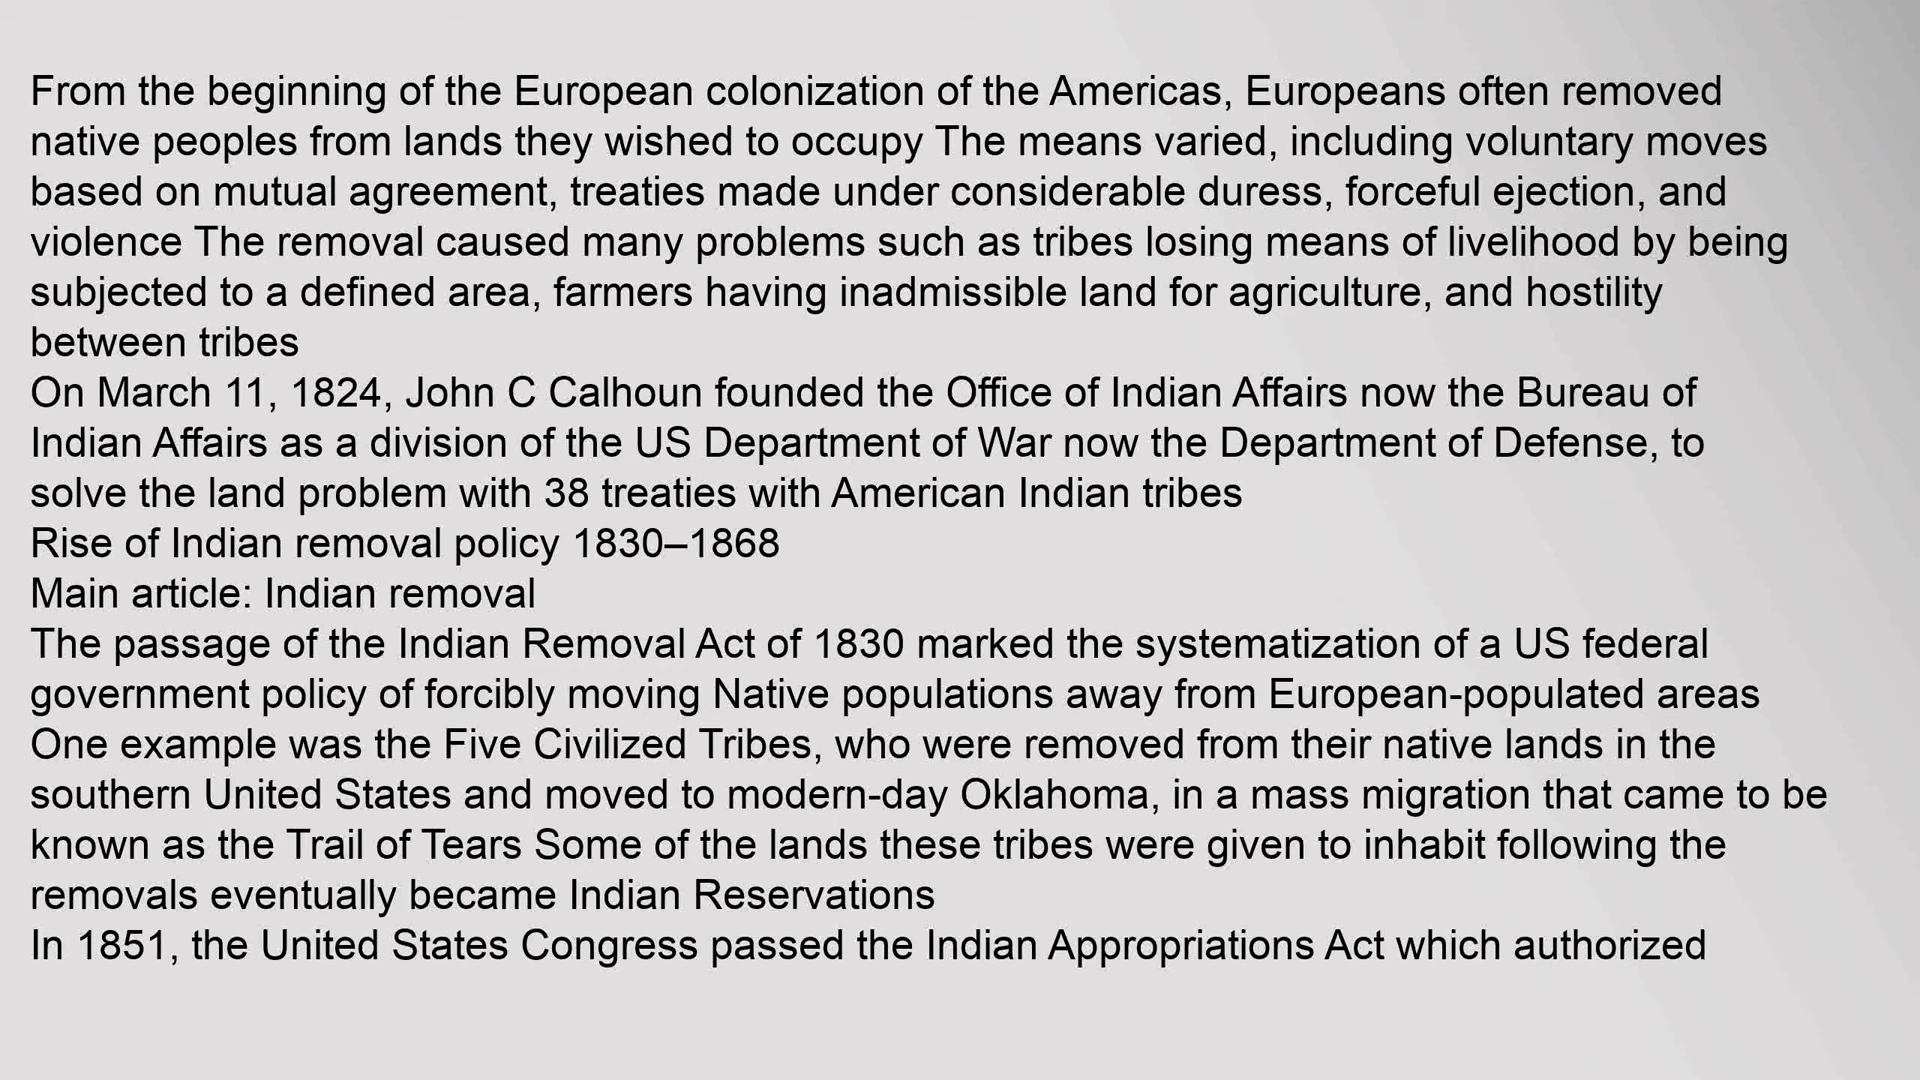 From the beginning of the European colonization of the Americas, Europeans often removed
native peoples from lands they wished to occupy The means varied, including voluntary moves
based on mutual agreement, treaties made under considerable duress, forceful ejection, and
violence The removal caused many problems such as tribes losing means of livelihood by being
subjected to a defined area, farmers having inadmissible land for agriculture, and hostility
between tribes
On March 11, 1824, John C Calhoun founded the Office of Indian Affairs now the Bureau of
Indian Affairs as a division of the US Department of War now the Department of Defense, to
solve the land problem with 38 treaties with American Indian tribes
Rise of Indian removal policy 1830–1868
Main article: Indian removal
The passage of the Indian Removal Act of 1830 marked the systematization of a US federal
government policy of forcibly moving Native populations away from European-populated areas
One example was the Five Civilized Tribes, who were removed from their native lands in the
southern United States and moved to modern-day Oklahoma, in a mass migration that came to be
known as the Trail of Tears Some of the lands these tribes were given to inhabit following the
removals eventually became Indian Reservations
In 1851, the United States Congress passed the Indian Appropriations Act which authorized